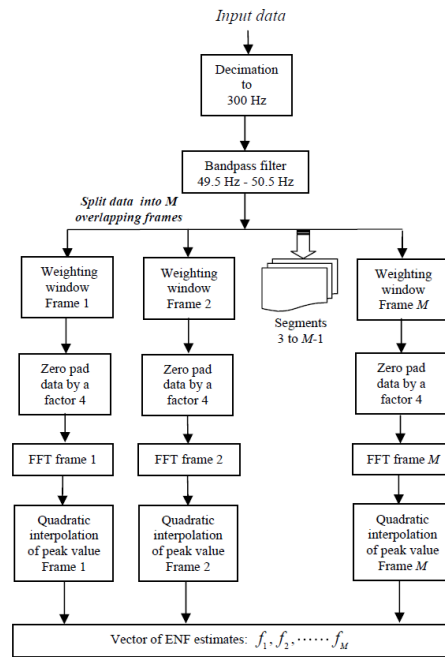 Input data
Decimation
to
300 Hz
Bandpass filter
49.5 Hz - 50.5 Hz
Split data into M
overlapping frames
Weighting
window
Frame 1
Weighting
window
Frame 2
Segments
3 to M-1
Weighting
window
Frame M
Zero pad
data by a
factor 4
Zero pad
data by a
factor 4
Zero pad
data by a
factor 4
FFT frame 1
FFT frame 2
FFT frame M
Quadratic
interpolation
of peak value
Frame 1
Quadratic
interpolation
of peak value
Frame 2
Quadratic
interpolation
of peak value
Frame M
Vector of ENF estimates: f₁, f₂, ······ f_M